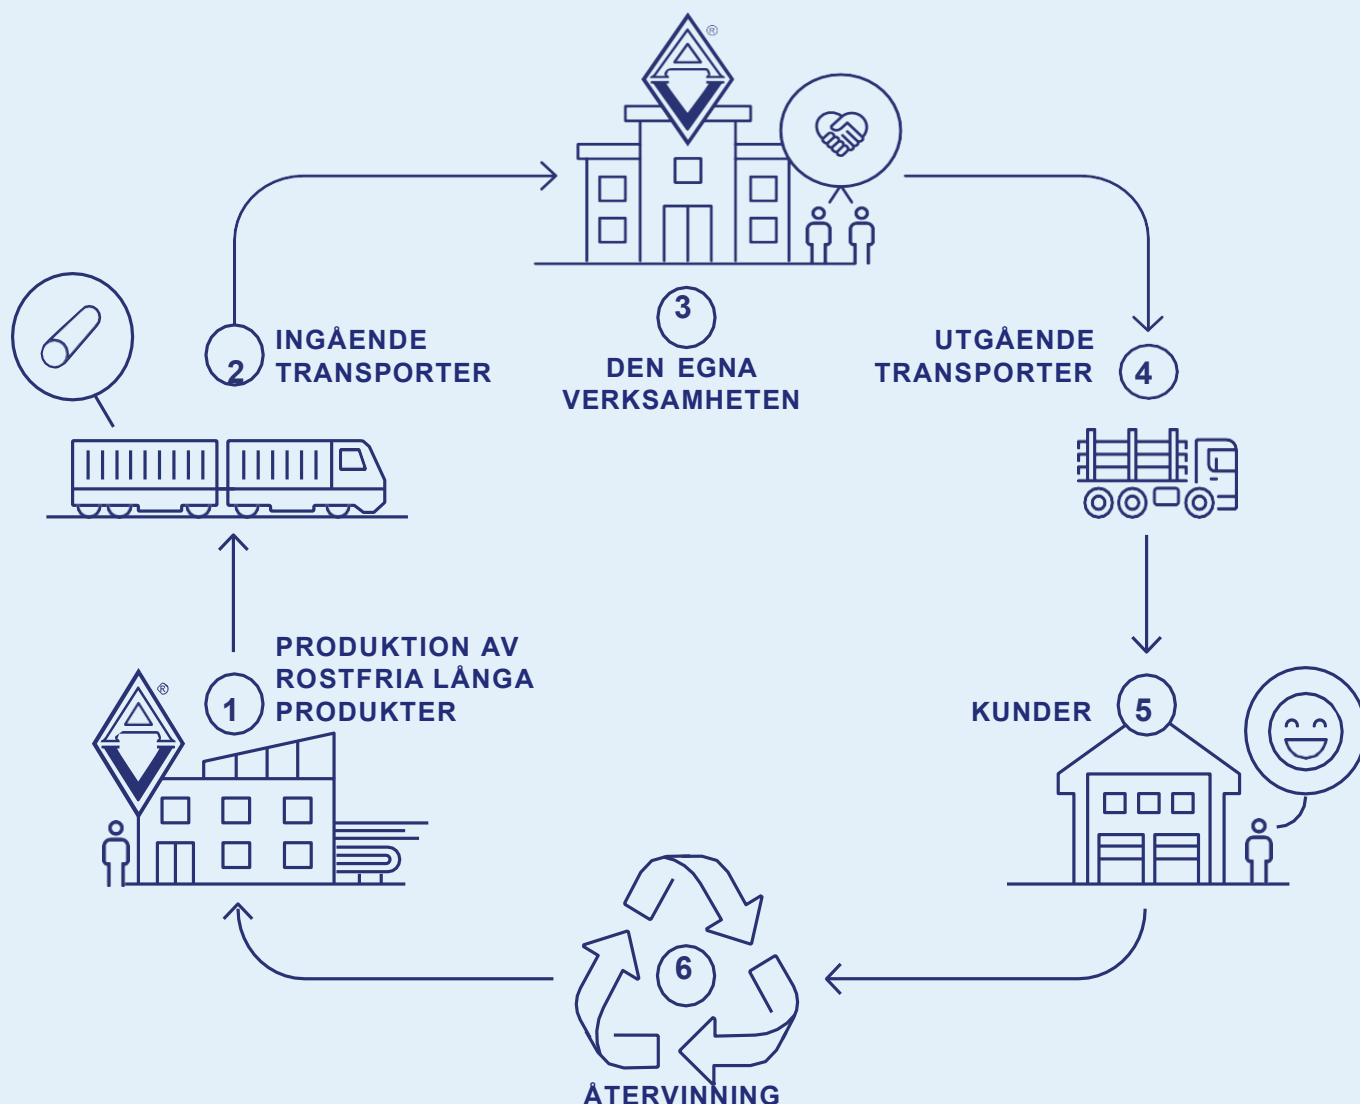 ®
3
DEN EGNA
VERKSAMHETEN
2
INGÅENDE
TRANSPORTER
UTGÅENDE
TRANSPORTER
4
®
1
PRODUKTION AV
ROSTFRIA LÅNGA
PRODUKTER
KUNDER
5
6
ÅTERVINNING